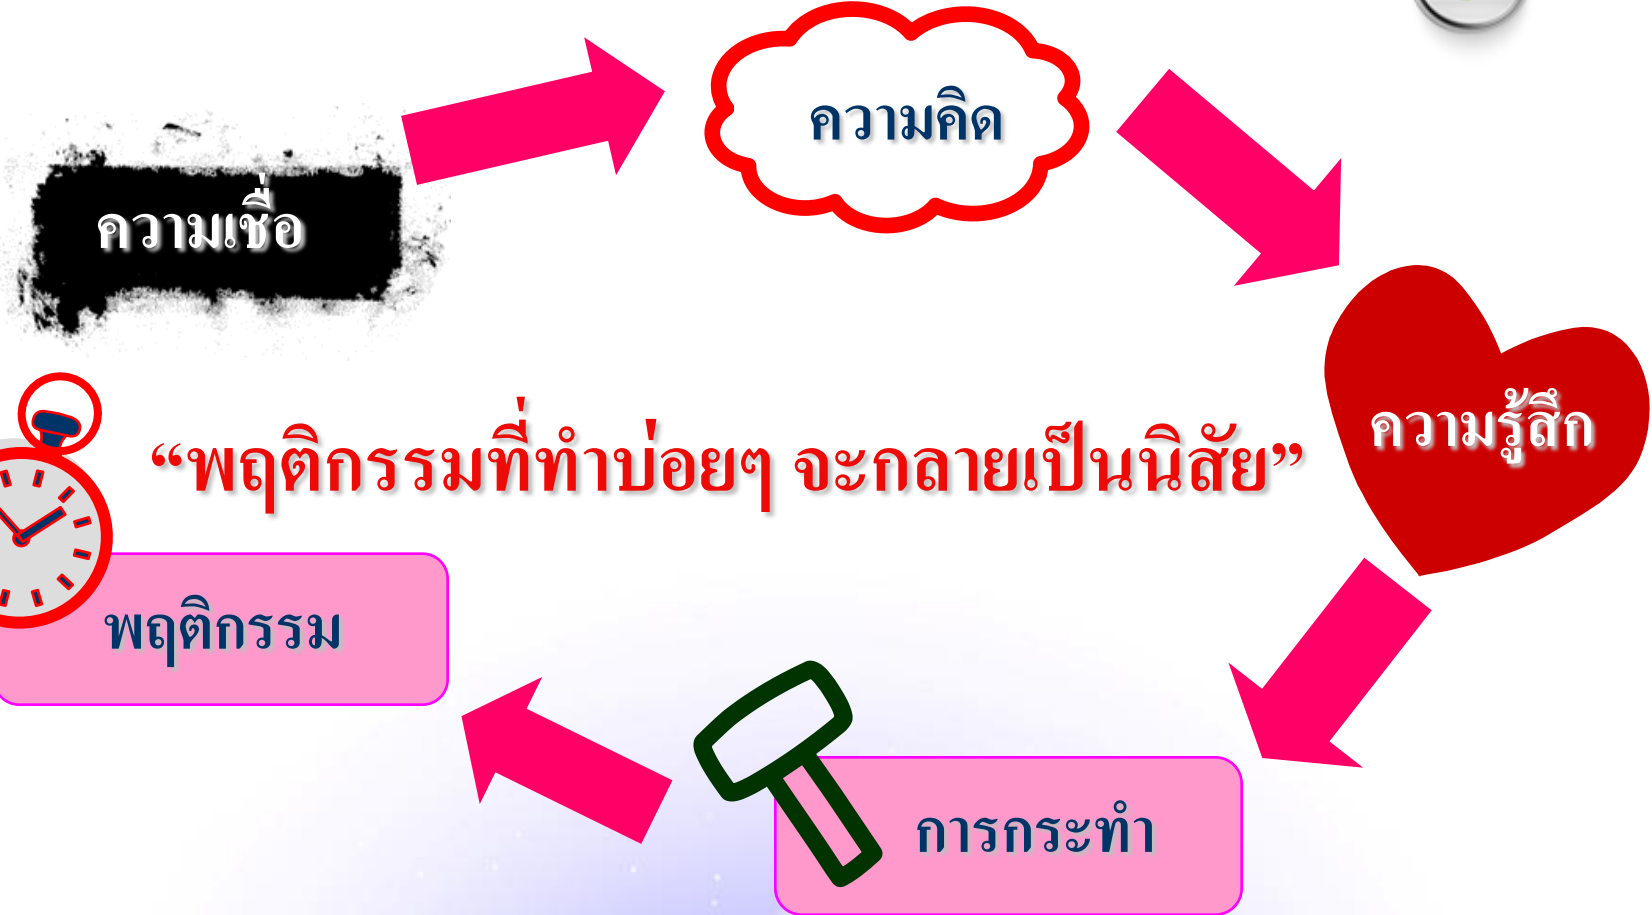 ความคิด
ความเชื่อ
ความรู้สึก
“พฤติกรรมที่ทำบ่อยๆ จะกลายเป็นนิสัย”
พฤติกรรม
การกระทำ